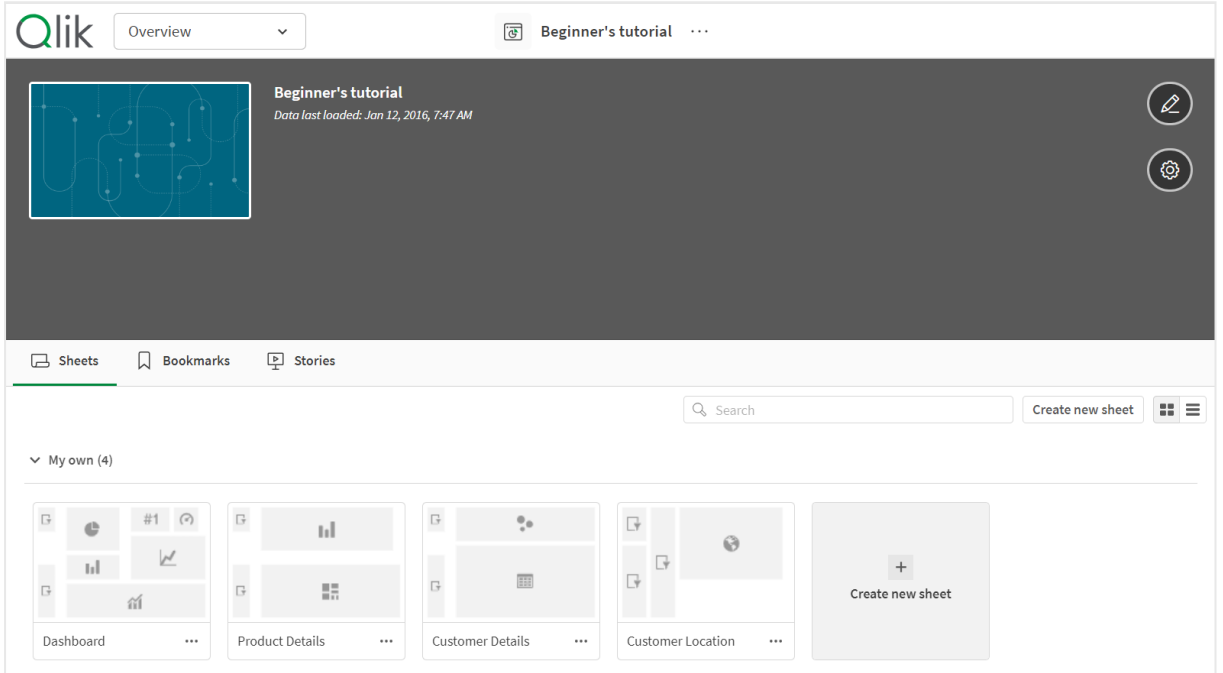 Qlik
Overview
Beginner's tutorial ...
Beginner's tutorial
Data last loaded: Jan 12, 2016, 7:47 AM
Sheets Bookmarks Stories
Search Create new sheet
My own (4)
#1
Dashboard ...
Product Details ...
Customer Details ...
Customer Location ...
+
Create new sheet